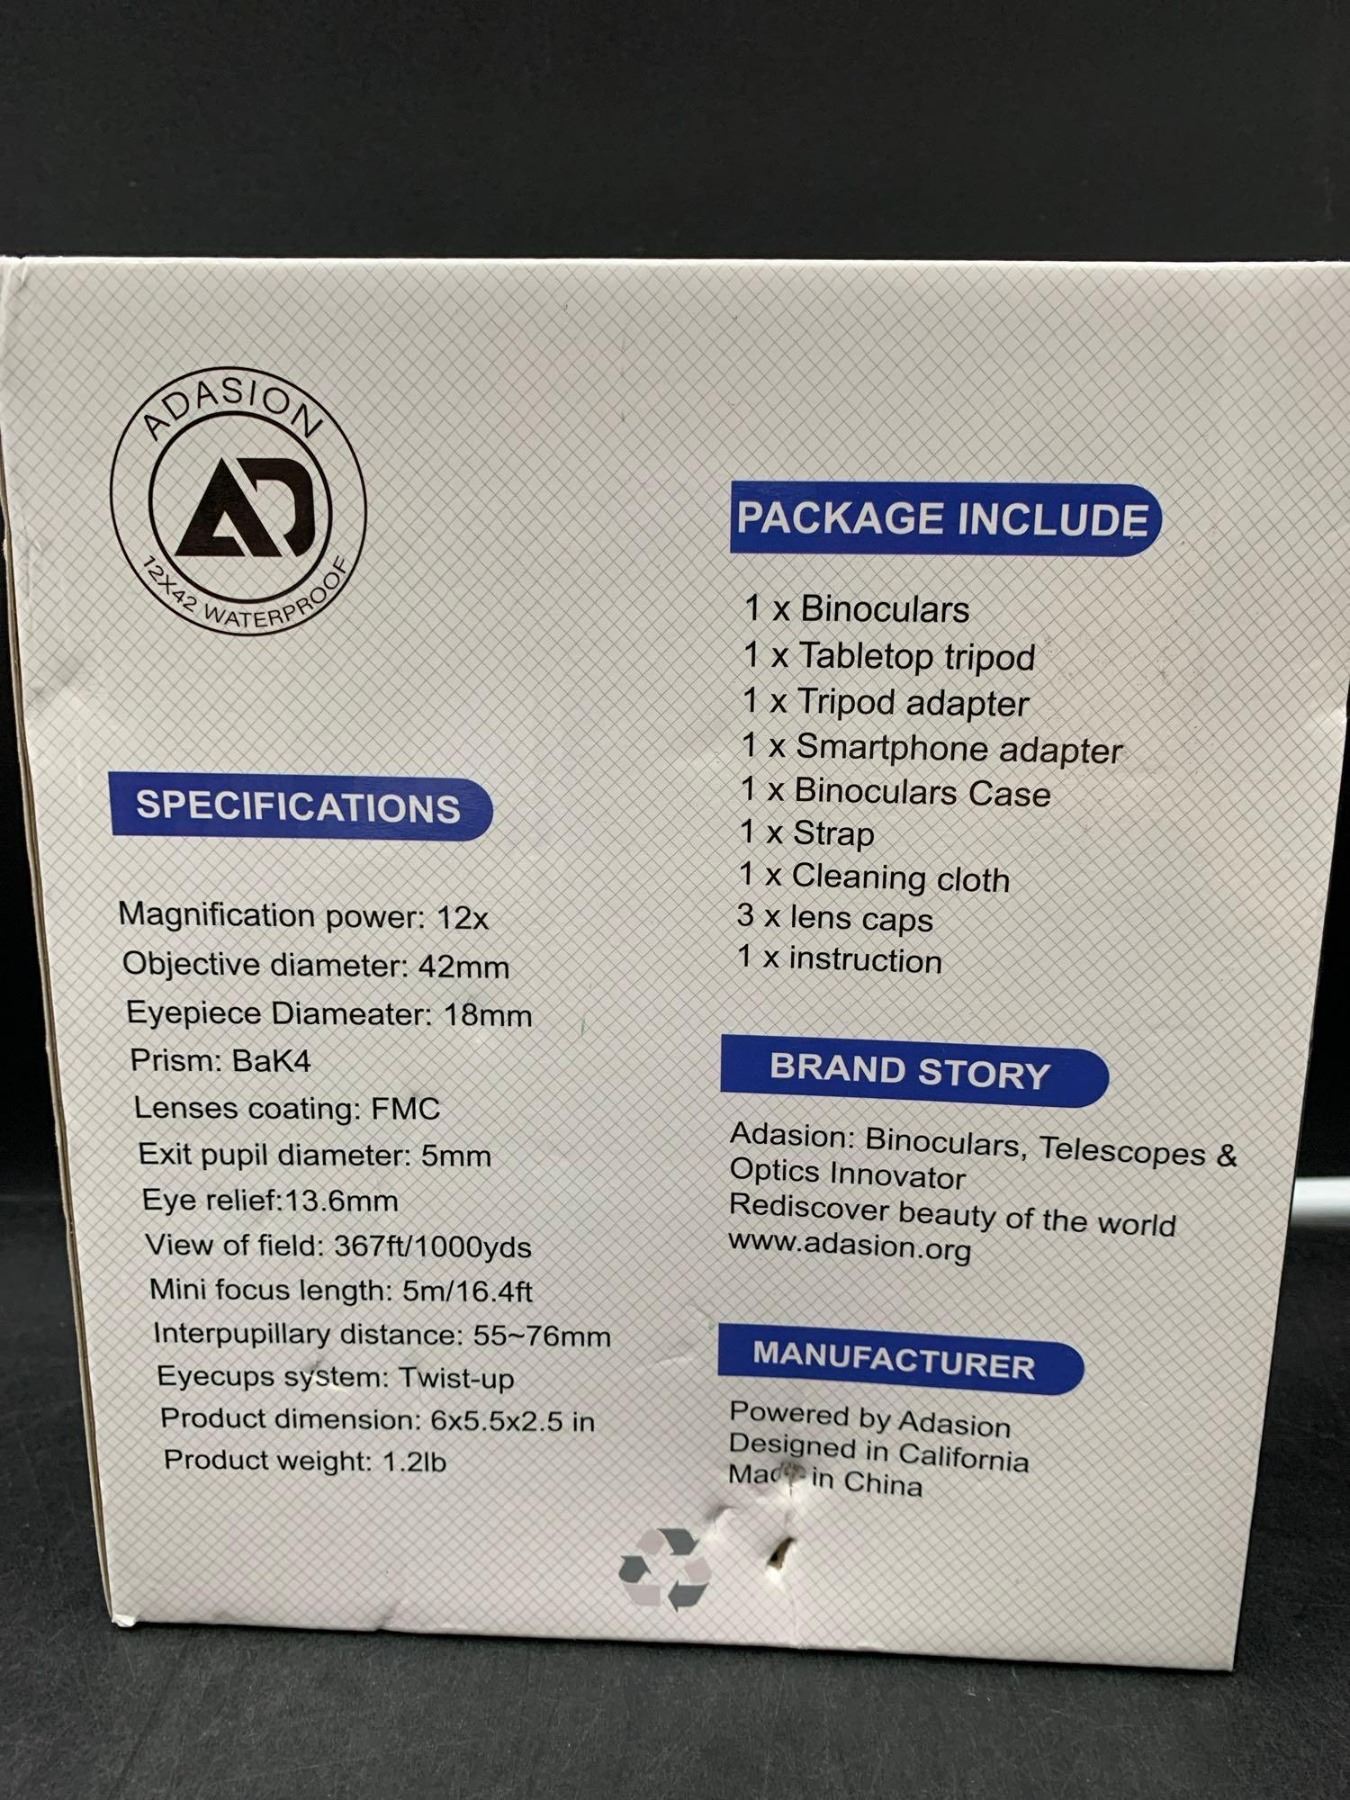 ADASION
AD
12X42 WATERPROOF
SPECIFICATIONS
Magnification power: 12x
Objective diameter: 42mm
Eyepiece Diameater: 18mm
Prism: BaK4
Lenses coating: FMC
Exit pupil diameter: 5mm
Eye relief:13.6mm
View of field: 367ft/1000yds
Mini focus length: 5m/16.4ft
Interpupillary distance: 55~76mm
Eyecups system: Twist-up
Product dimension: 6x5.5x2.5 in
Product weight: 1.2lb
PACKAGE INCLUDE
1 x Binoculars
1 x Tabletop tripod
1 x Tripod adapter
1 x Smartphone adapter
1 x Binoculars Case
1 x Strap
1 x Cleaning cloth
3 x lens caps
1 x instruction
BRAND STORY
Adasion: Binoculars, Telescopes &
Optics Innovator
Rediscover beauty of the world
www.adasion.org
MANUFACTURER
Powered by Adasion
Designed in California
Made in China